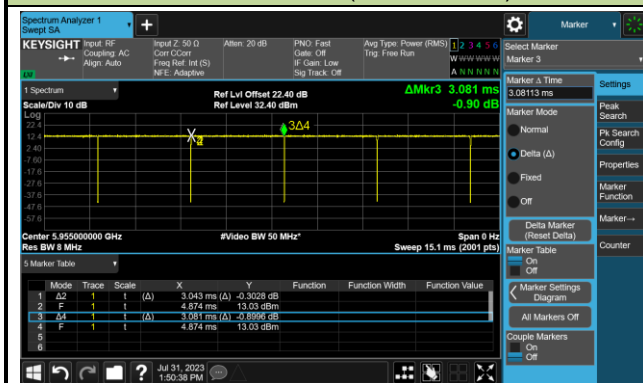 Spectrum Analyzer 1
Swept SA
Marker
KEYSIGHT
Input: RF
Coupling: AC
Align: Auto
Input Z: 50 Ω
Corr CCorr
Freq Ref: Int (S)
NFE: Adaptive
Atten: 20 dB
PNO: Fast
Gate: Off
IF Gain: Low
Sig Track: Off
Avg Type: Power (RMS)
Trig: Free Run
1 2 3 4 5 6
W W W W W W
A N N N N N
Select Marker
Marker 3
LXI
1 Spectrum
Scale/Div 10 dB
Ref Lvl Offset 22.40 dB
Ref Level 32.40 dBm
ΔMkr3 3.081 ms
-0.90 dB
Log
22.4
12.4
2.40
-7.60
-17.6
-27.6
-37.6
-47.6
-57.6
3Δ4
Center 5.955000000 GHz
Res BW 8 MHz
#Video BW 50 MHz*
Span 0 Hz
Sweep 15.1 ms (2001 pts)
5 Marker Table
Mode Trace Scale X Y Function Function Width Function Value
1 Δ2 1 t (Δ) 3.043 ms (Δ) -0.3028 dB
2 F 1 t 4.874 ms 13.03 dBm
3 Δ4 1 t (Δ) 3.081 ms (Δ) -0.8996 dB
4 F 1 t 4.874 ms 13.03 dBm
5
6
Marker Δ Time
3.08113 ms
Marker Mode
Normal
Delta (Δ)
Fixed
Off
Delta Marker
(Reset Delta)
Marker Table
On
Off
Marker Settings
Diagram
All Markers Off
Couple Markers
On
Off
Settings
Peak
Search
Pk Search
Config
Properties
Marker
Function
Marker→
Counter
Jul 31, 2023
1:50:38 PM